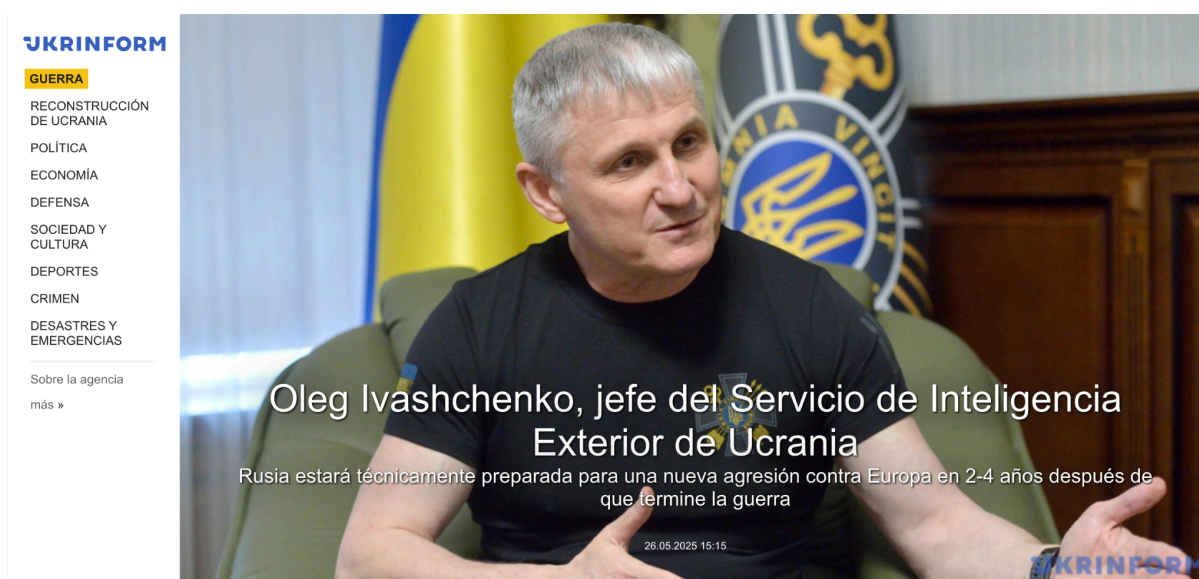 UKRINFORM
GUERRA
RECONSTRUCCIÓN
DE UCRANIA
POLÍTICA
ECONOMÍA
DEFENSA
SOCIEDAD Y
CULTURA
DEPORTES
CRIMEN
DESASTRES Y
EMERGENCIAS
Sobre la agencia
más »
VINCIT
Oleg Ivashchenko, jefe del Servicio de Inteligencia
Exterior de Ucrania
Rusia estará técnicamente preparada para una nueva agresión contra Europa en 2-4 años después de
que termine la guerra
26.05.2025 15:15
UKRINFORM